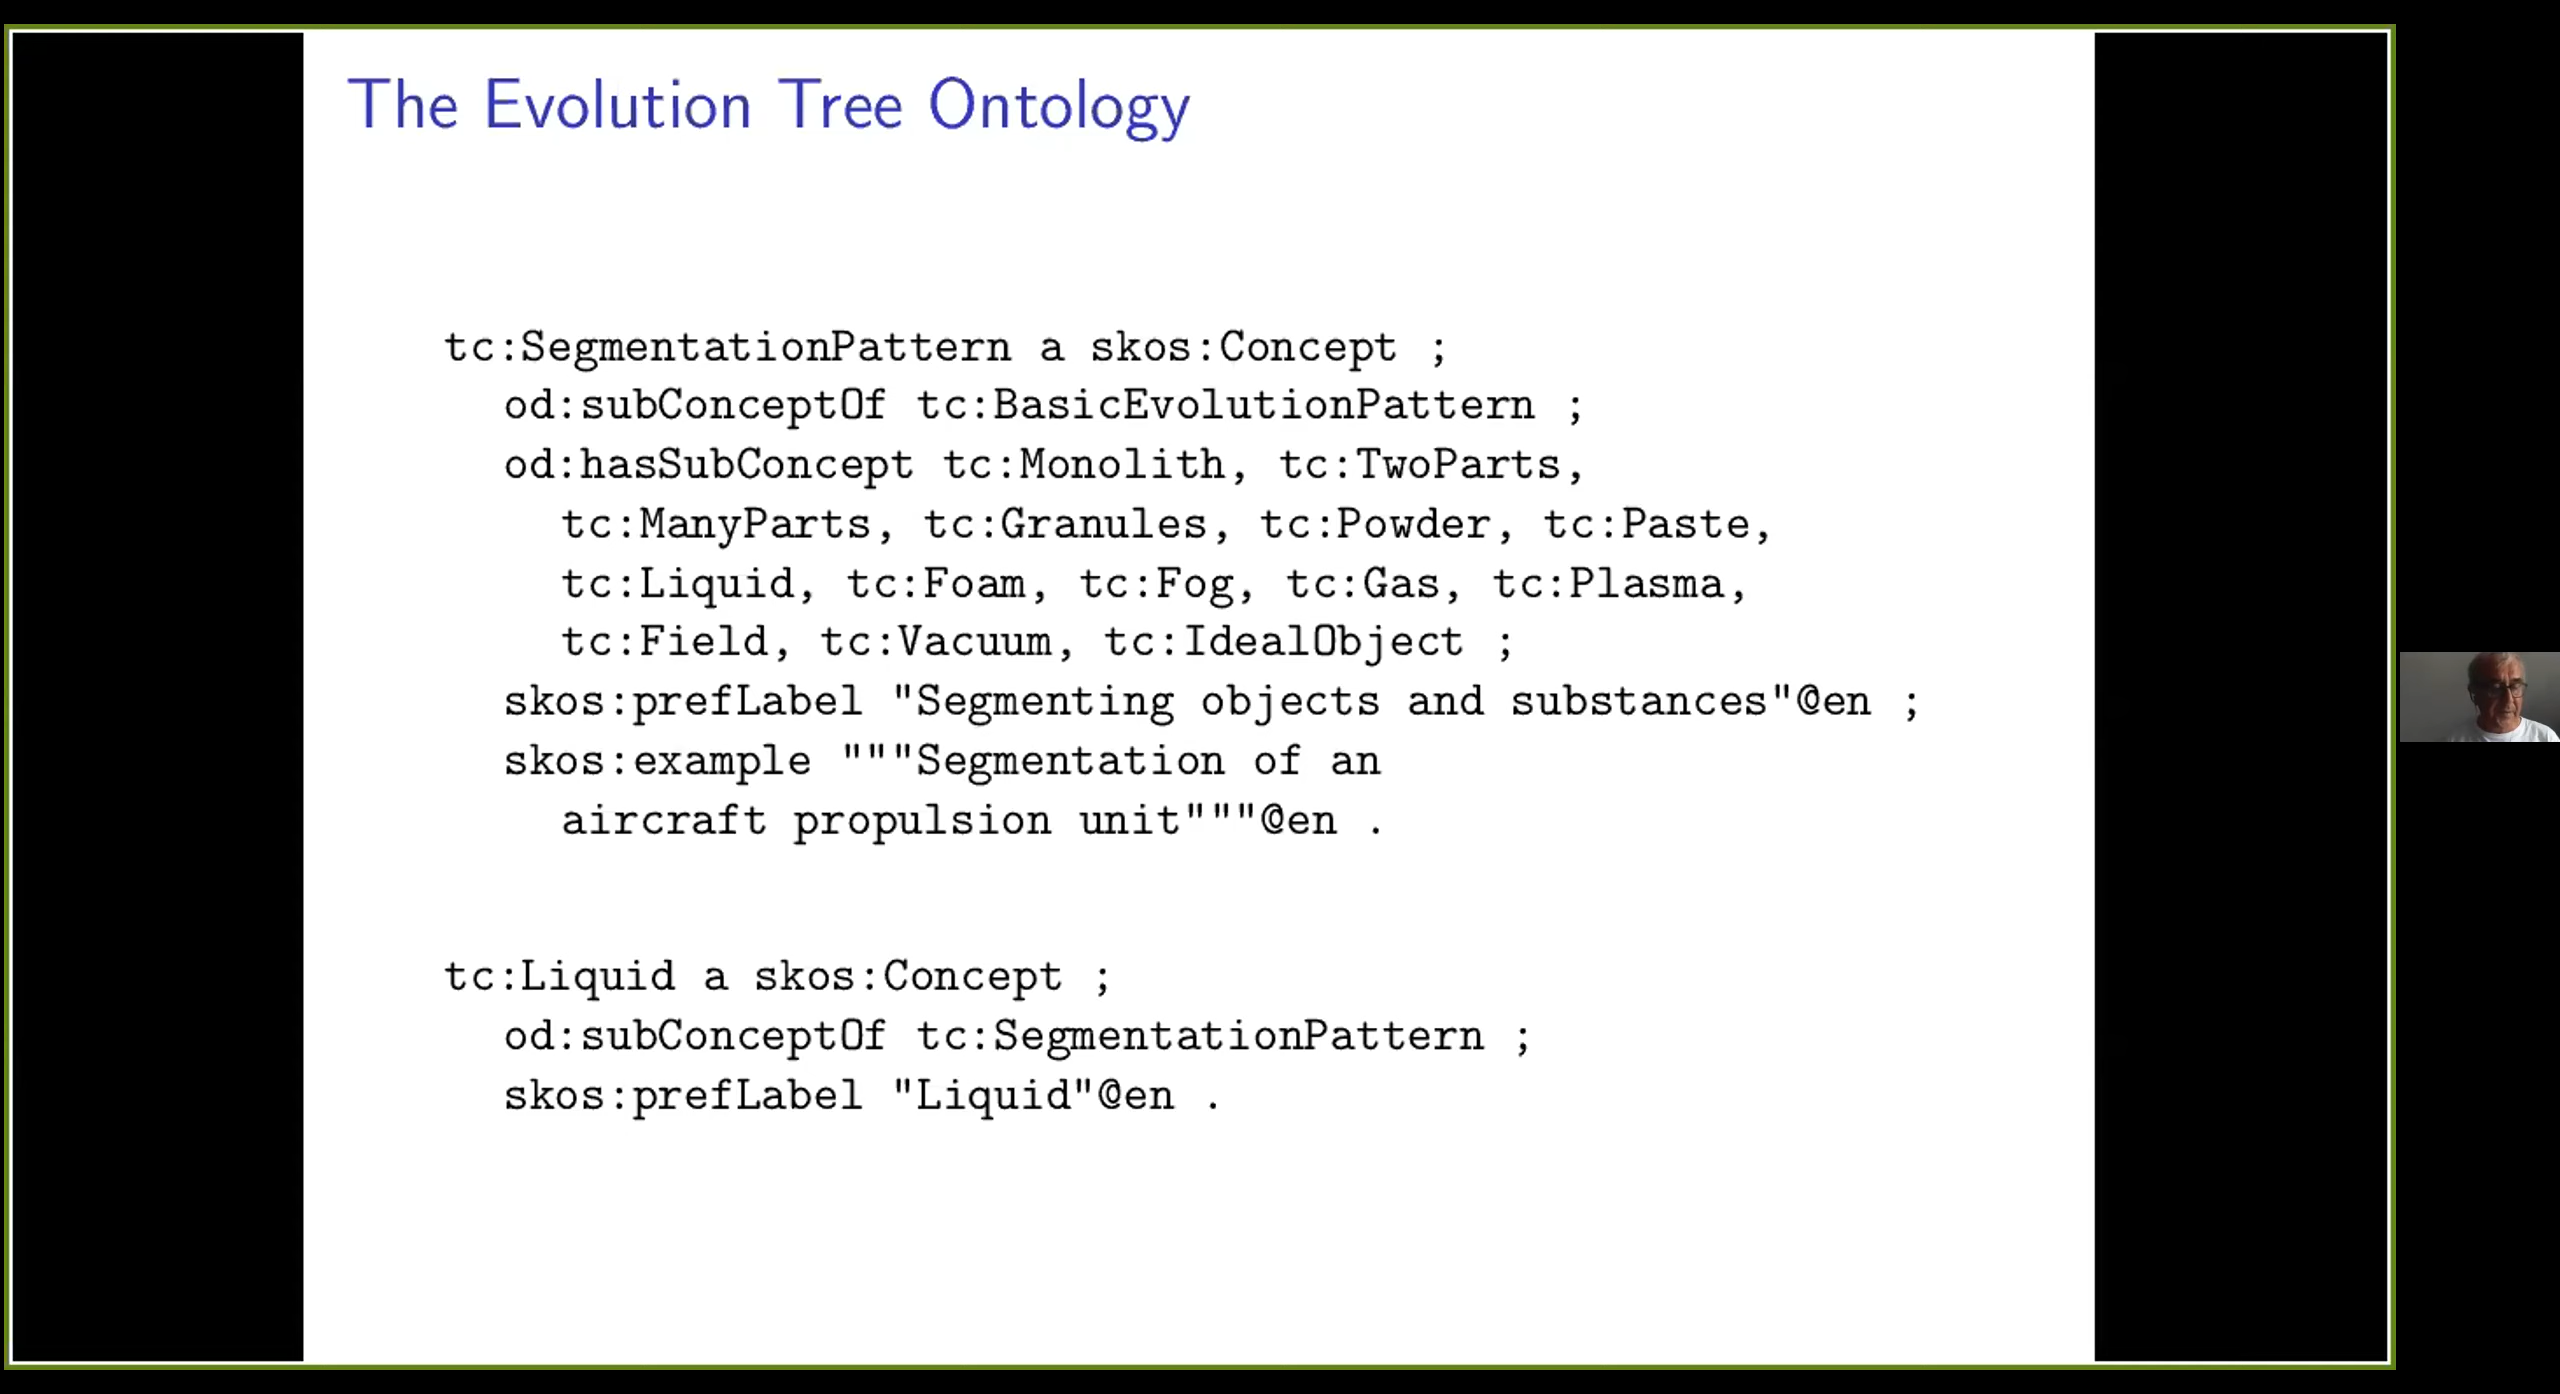 The Evolution Tree Ontology
tc:SegmentationPattern a skos:Concept ;
od:subConceptOf tc:BasicEvolutionPattern ;
od:hasSubConcept tc:Monolith, tc:TwoParts,
tc:ManyParts, tc:Granules, tc:Powder, tc:Paste,
tc:Liquid, tc:Foam, tc:Fog, tc:Gas, tc:Plasma,
tc:Field, tc:Vacuum, tc:IdealObject ;
skos:prefLabel "Segmenting objects and substances"@en ;
skos:example """Segmentation of an
aircraft propulsion unit"""@en .
tc:Liquid a skos:Concept ;
od:subConceptOf tc:SegmentationPattern ;
skos:prefLabel "Liquid"@en .